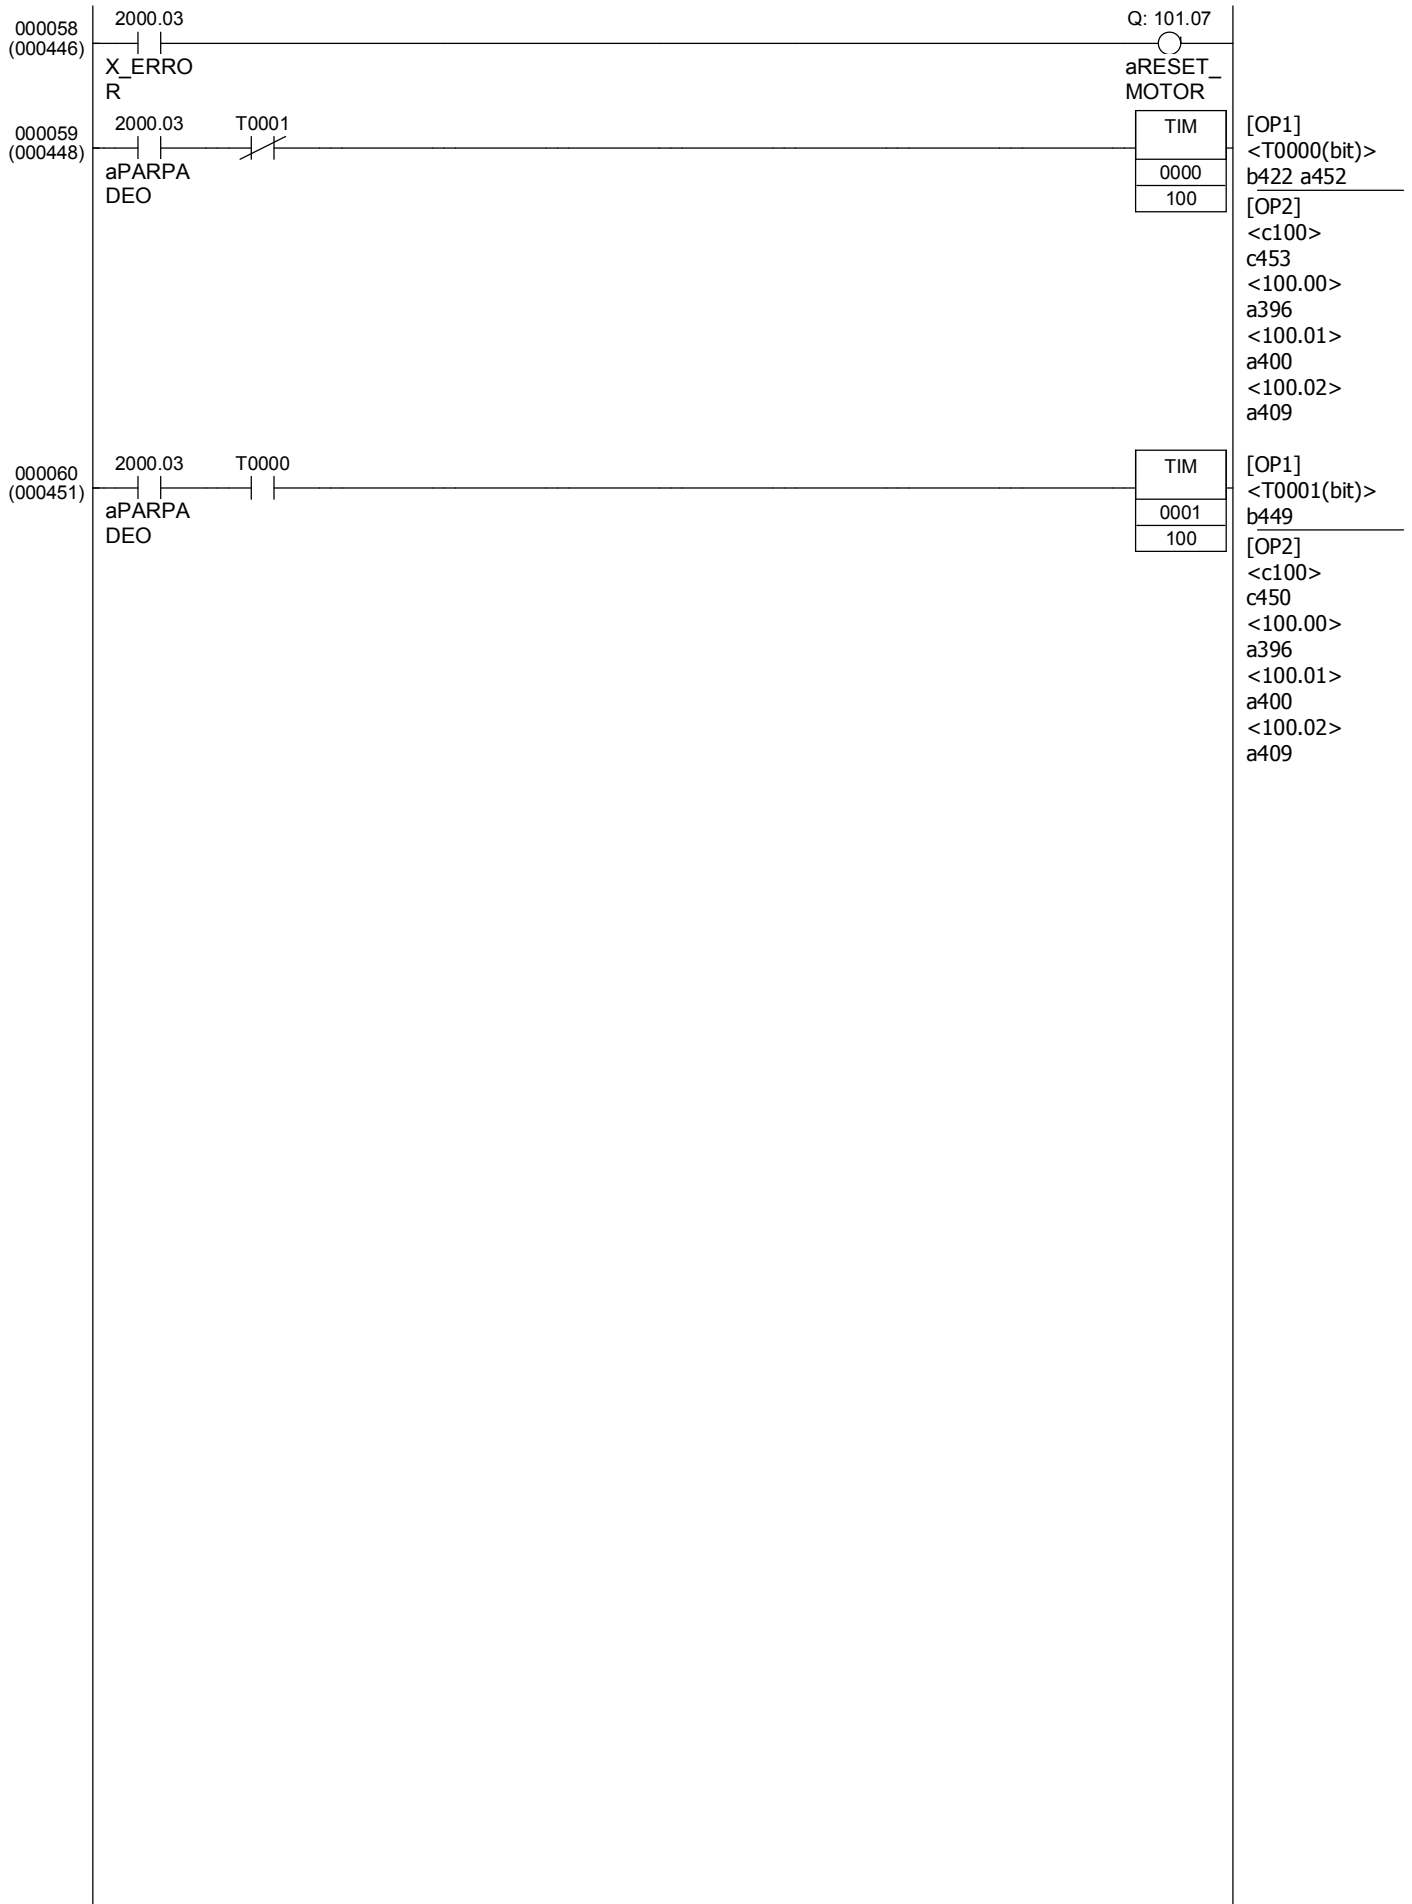 000058
(000446)
2000.03
X_ERRO
R
Q: 101.07
aRESET_
MOTOR
000059
(000448)
2000.03
aPARPA
DEO
T0001
TIM
0000
100
[OP1]
<T0000(bit)>
b422 a452
[OP2]
<c100>
c453
<100.00>
a396
<100.01>
a400
<100.02>
a409
000060
(000451)
2000.03
aPARPA
DEO
T0000
TIM
0001
100
[OP1]
<T0001(bit)>
b449
[OP2]
<c100>
c450
<100.00>
a396
<100.01>
a400
<100.02>
a409